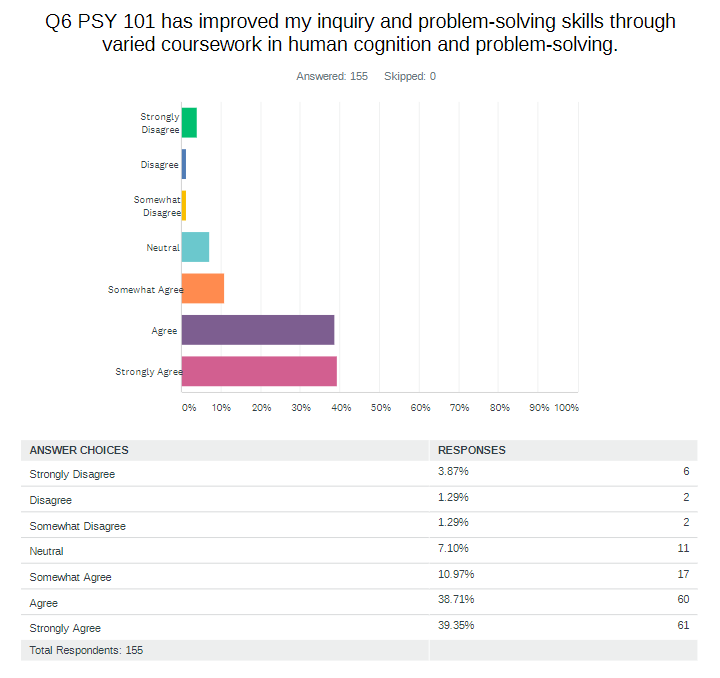 Q6 PSY 101 has improved my inquiry and problem-solving skills through
varied coursework in human cognition and problem-solving.
Answered: 155 Skipped: 0
Strongly
Disagree
Disagree
Somewhat
Disagree
Neutral
Somewhat Agree
Agree
Strongly Agree
0% 10% 20% 30% 40% 50% 60% 70% 80% 90% 100%
ANSWER CHOICES RESPONSES
Strongly Disagree 3.87% 6
Disagree 1.29% 2
Somewhat Disagree 1.29% 2
Neutral 7.10% 11
Somewhat Agree 10.97% 17
Agree 38.71% 60
Strongly Agree 39.35% 61
Total Respondents: 155